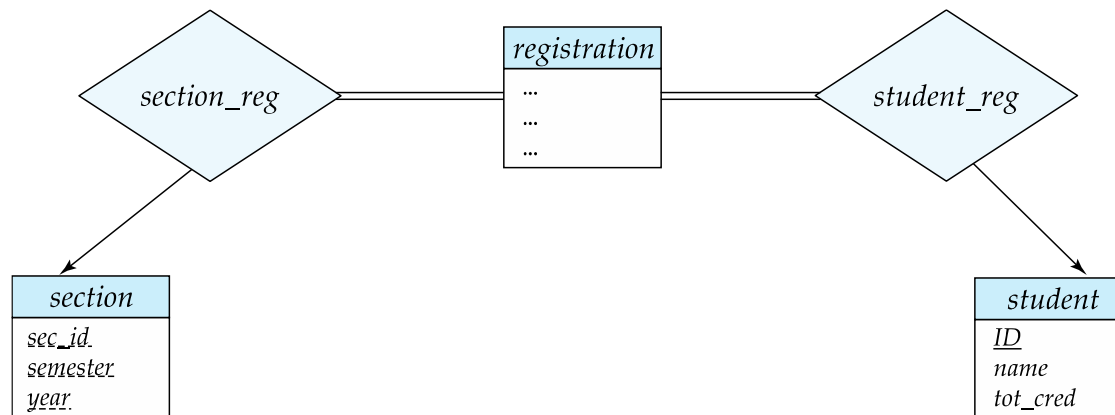 section_reg
registration
...
...
...
student_reg
section
sec_id
semester
year
student
ID
name
tot_cred